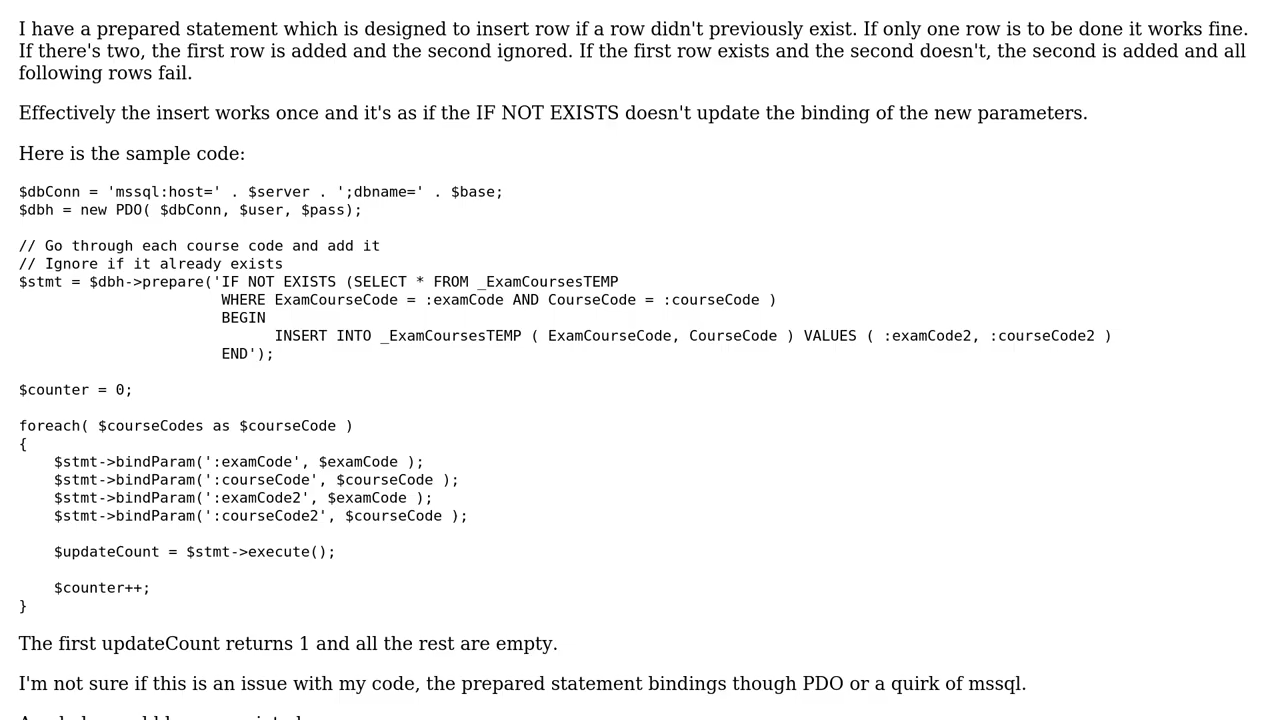 I have a prepared statement which is designed to insert row if a row didn't previously exist. If only one row is to be done it works fine.
If there's two, the first row is added and the second ignored. If the first row exists and the second doesn't, the second is added and all
following rows fail.
Effectively the insert works once and it's as if the IF NOT EXISTS doesn't update the binding of the new parameters.
Here is the sample code:
$dbConn = 'mssql:host=' . $server . ';dbname=' . $base;
$dbh = new PDO( $dbConn, $user, $pass);
// Go through each course code and add it
// Ignore if it already exists
$stmt = $dbh->prepare('IF NOT EXISTS (SELECT * FROM _ExamCoursesTEMP
WHERE ExamCourseCode = :examCode AND CourseCode = :courseCode )
BEGIN
INSERT INTO _ExamCoursesTEMP ( ExamCourseCode, CourseCode ) VALUES ( :examCode2, :courseCode2 )
END');
$counter = 0;
foreach( $courseCodes as $courseCode )
{
$stmt->bindParam(':examCode', $examCode );
$stmt->bindParam(':courseCode', $courseCode );
$stmt->bindParam(':examCode2', $examCode );
$stmt->bindParam(':courseCode2', $courseCode );
$updateCount = $stmt->execute();
$counter++;
}
The first updateCount returns 1 and all the rest are empty.
I'm not sure if this is an issue with my code, the prepared statement bindings though PDO or a quirk of mssql.